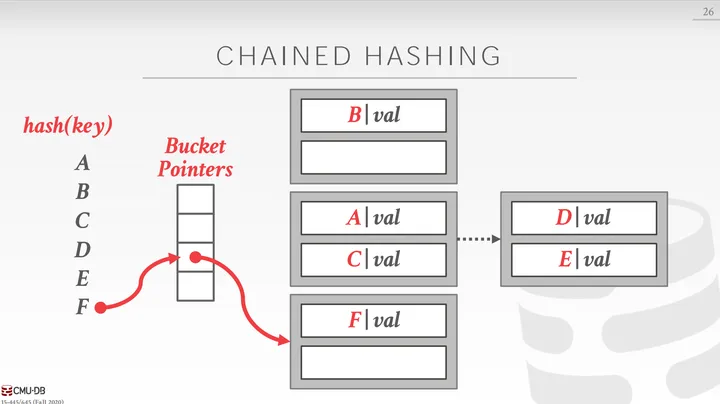 26
CHAINED HASHING
hash(key)
A
B
C
D
E
F
Bucket
Pointers
B|val
A|val
C|val
F|val
D|val
E|val
CMU·DB
15-445/645 (Fall 2020)